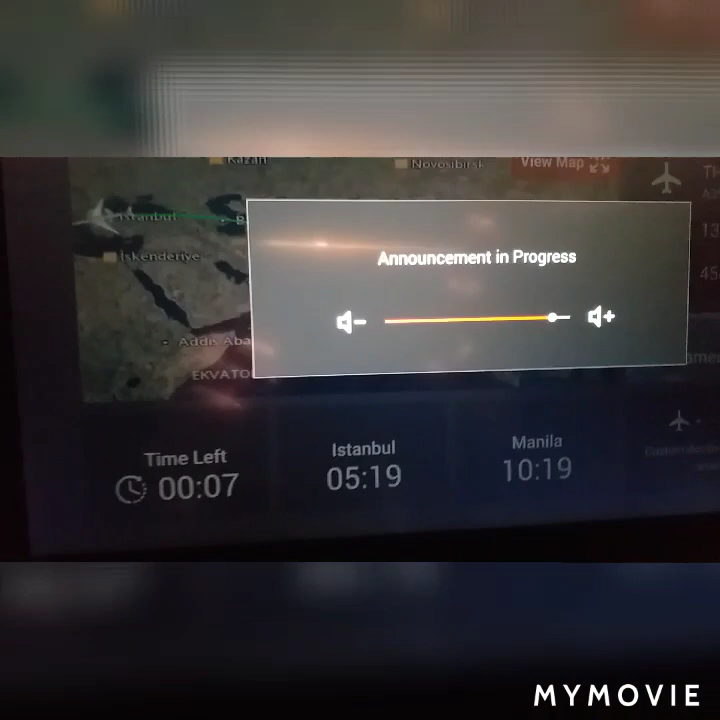 Kazan
Novosibirsk
View Map
Istanbul
İskenderiye
Announcement in Progress
Addis Aba
EKVATO
Time Left
00:07
Istanbul
05:19
Manila
10:19
MYMOVIE